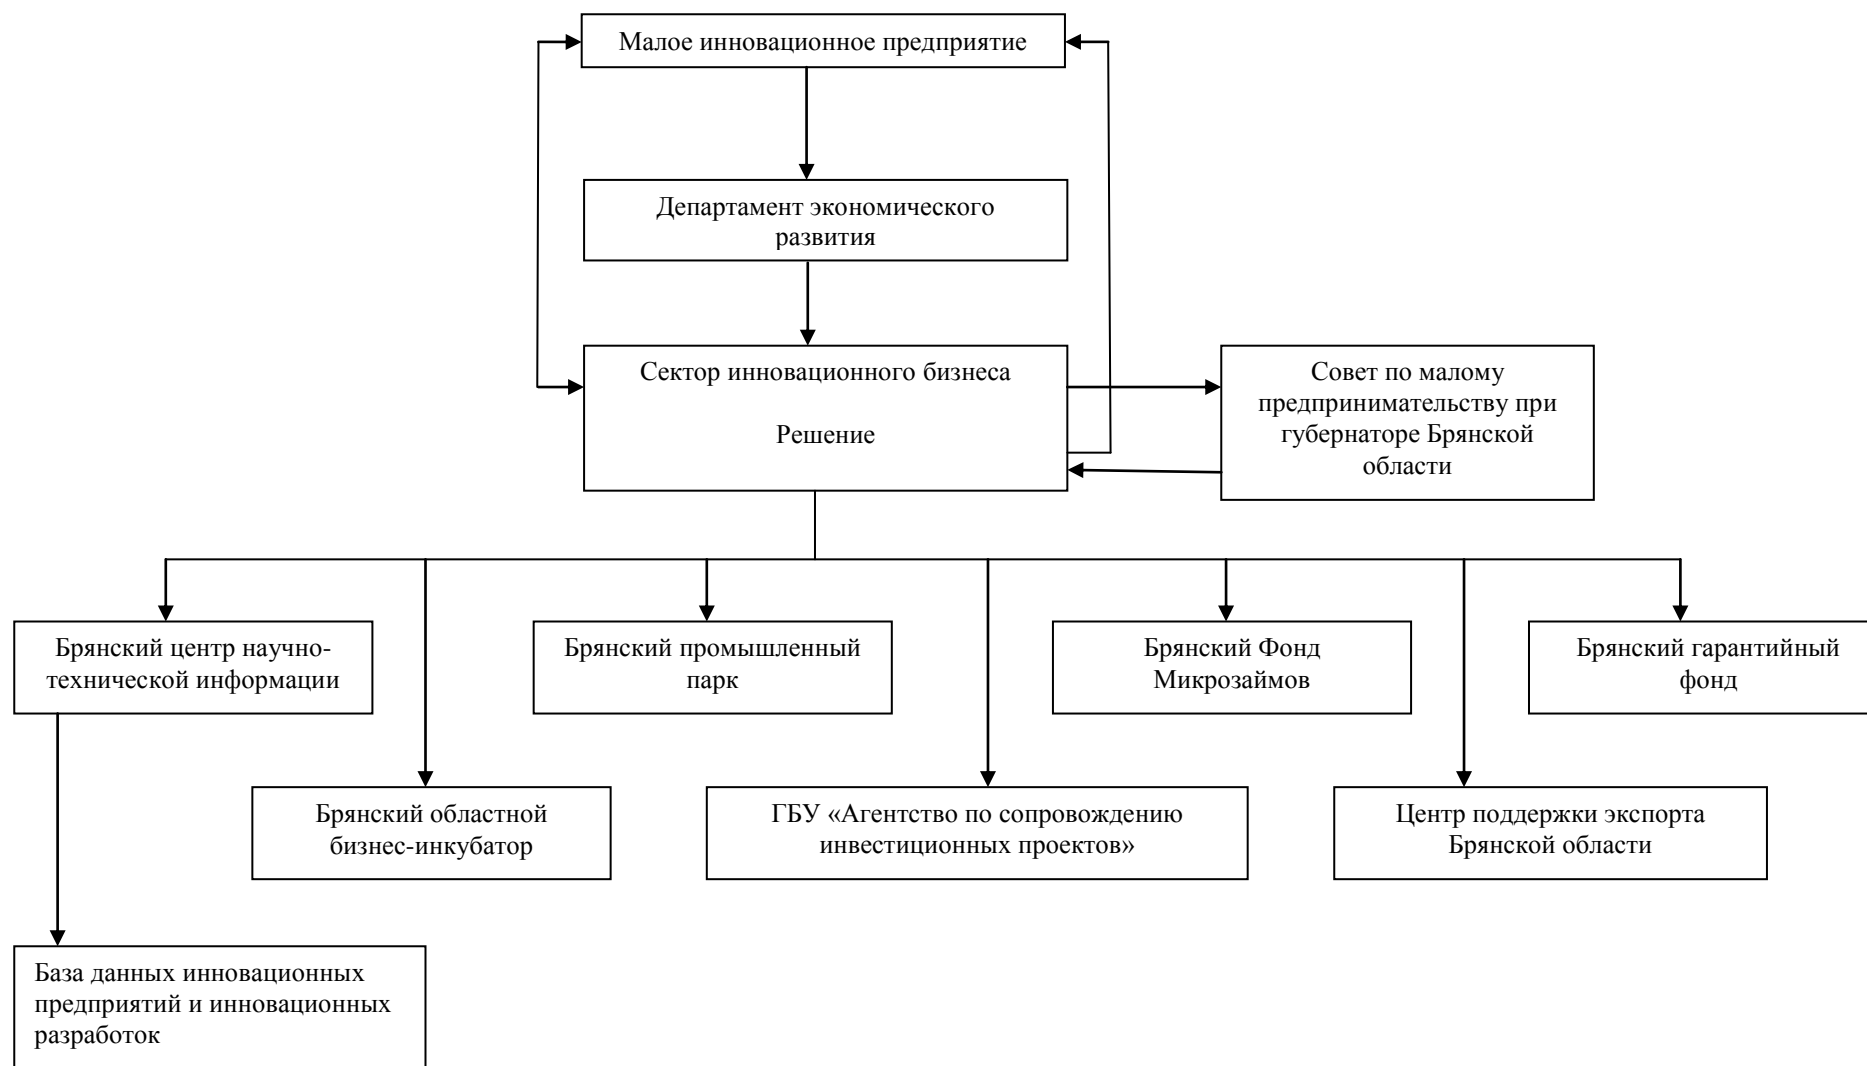 Малое инновационное предприятие
Департамент экономического
развития
Сектор инновационного бизнеса
Решение
Совет по малому
предпринимательству при
губернаторе Брянской
области
Брянский центр научно-
технической информации
Брянский промышленный
парк
Брянский Фонд
Микрозаймов
Брянский гарантийный
фонд
Брянский областной
бизнес-инкубатор
ГБУ «Агентство по сопровождению
инвестиционных проектов»
Центр поддержки экспорта
Брянской области
База данных инновационных
предприятий и инновационных
разработок